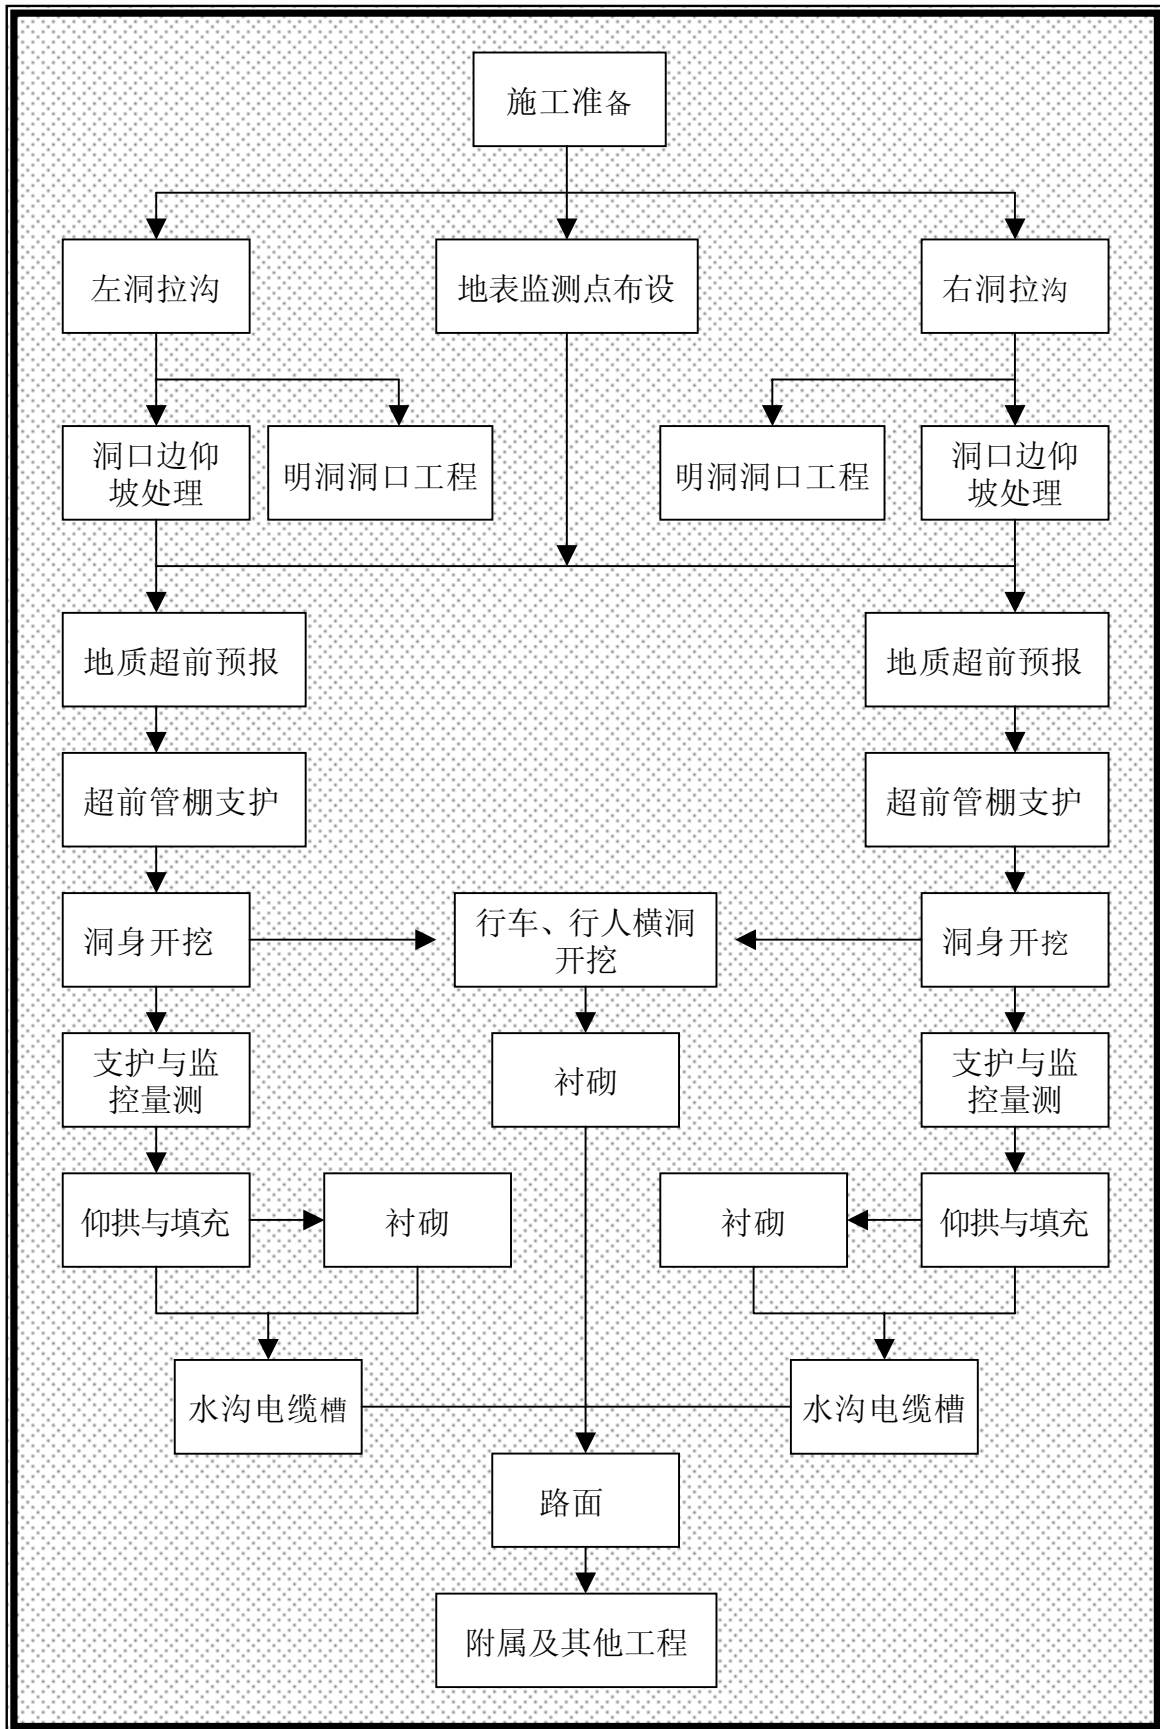 施工准备
左洞拉沟
地表监测点布设
右洞拉沟
洞口边仰
坡处理
明洞洞口工程
明洞洞口工程
洞口边仰
坡处理
地质超前预报
地质超前预报
超前管棚支护
超前管棚支护
洞身开挖
行车、行人横洞
开挖
洞身开挖
支护与监
控量测
衬砌
支护与监
控量测
仰拱与填充
衬砌
衬砌
仰拱与填充
水沟电缆槽
水沟电缆槽
路面
附属及其他工程